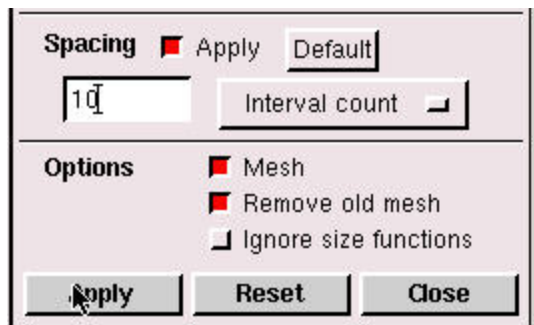 Spacing Apply Default
10 Interval count
Options Mesh
Remove old mesh
Ignore size functions
Apply Reset Close